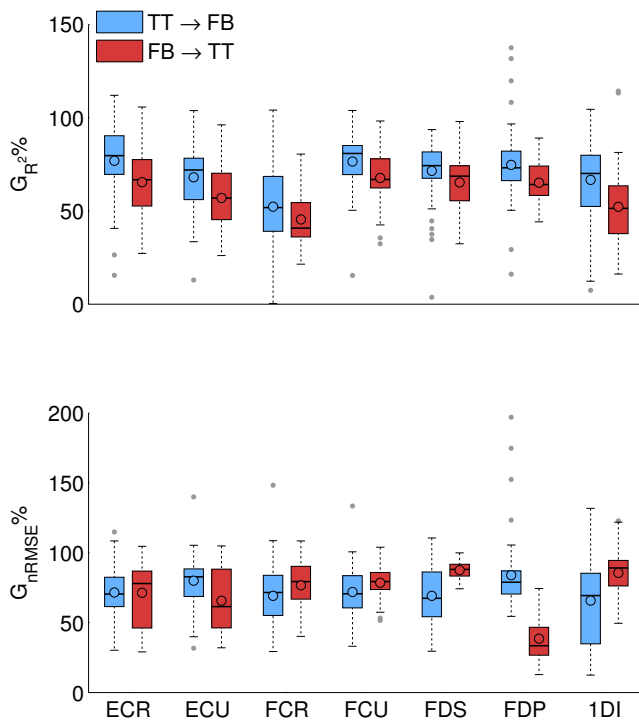 150
TT → FB
FB → TT
100
G_R²%
50
0
200
150
G_nRMSE%
100
50
0
ECR ECU FCR FCU FDS FDP 1DI